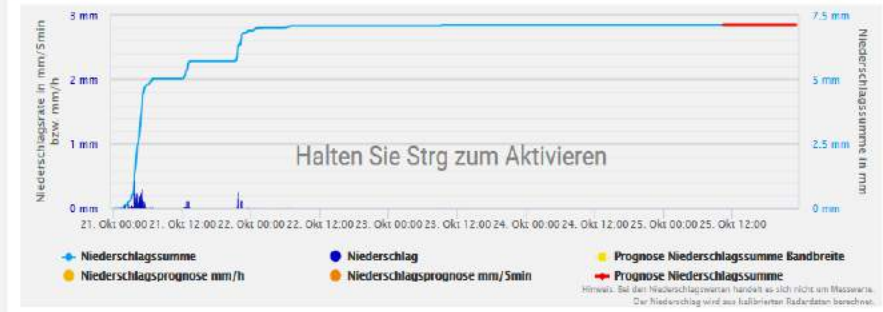 3 mm
7.5 mm
2 mm
5 mm
1 mm
2.5 mm
0 mm
0 mm
Niederschlagsrate in mm/5min
bzw. mm/h
Niederschlagssumme in mm
Halten Sie Strg zum Aktivieren
21. Okt 00:00 21. Okt 12:00 22. Okt 00:00 22. Okt 12:00 23. Okt 00:00 23. Okt 12:00 24. Okt 00:00 24. Okt 12:00 25. Okt 00:00 25. Okt 12:00
Niederschlagssumme Niederschlag Prognose Niederschlagssumme Bandbreite
Niederschlagsprognose mm/h Niederschlagsprognose mm/5min Prognose Niederschlagssumme
Hinweis: Bei den Niederschlagswerten handelt es sich nicht um Messwerte.
Der Niederschlag wird aus kalibrierten Radardaten berechnet.